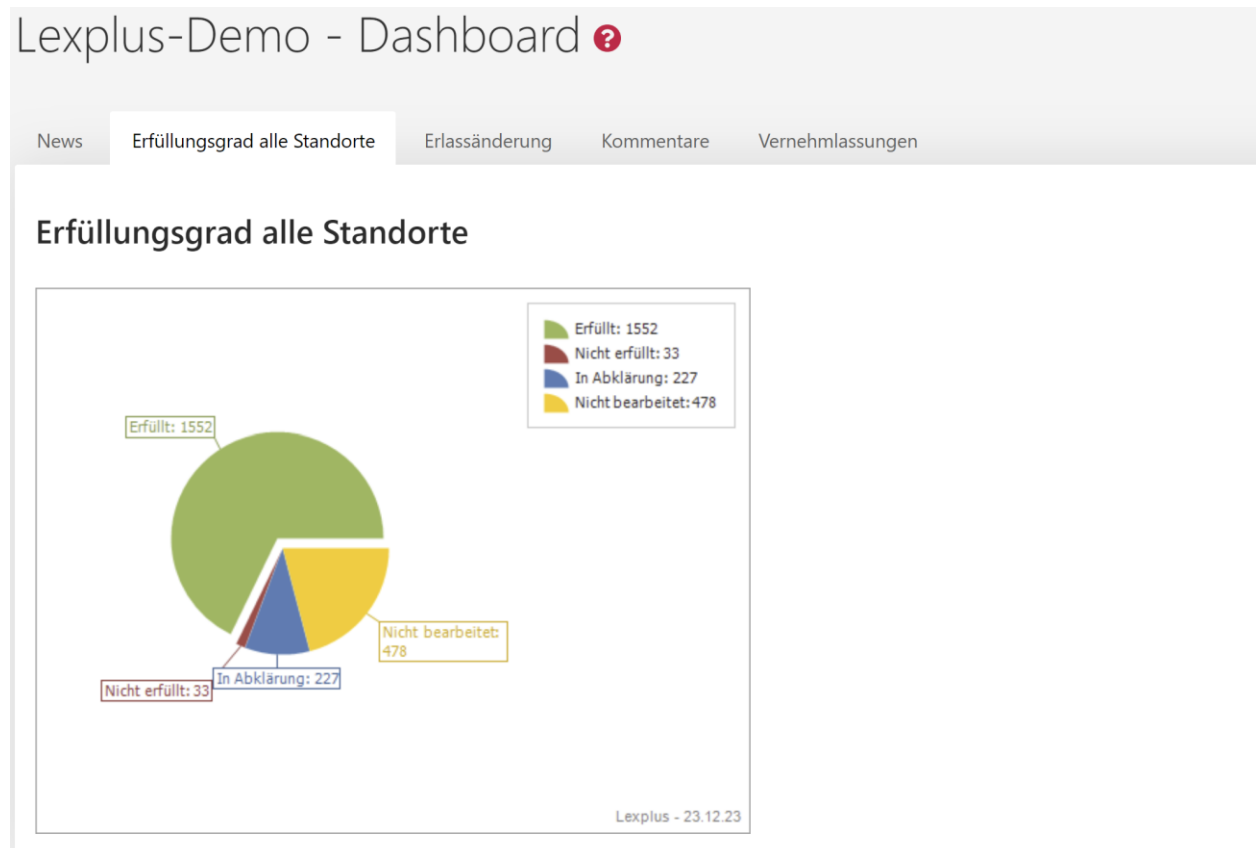 Lexplus-Demo - Dashboard ?
News Erfüllungsgrad alle Standorte Erlassänderung Kommentare Vernehmlassungen
Erfüllungsgrad alle Standorte
Erfüllt: 1552
Nicht erfüllt: 33
In Abklärung: 227
Nicht bearbeitet: 478
Erfüllt: 1552
Nicht bearbeitet:
478
In Abklärung: 227
Nicht erfüllt: 33
Lexplus - 23.12.23